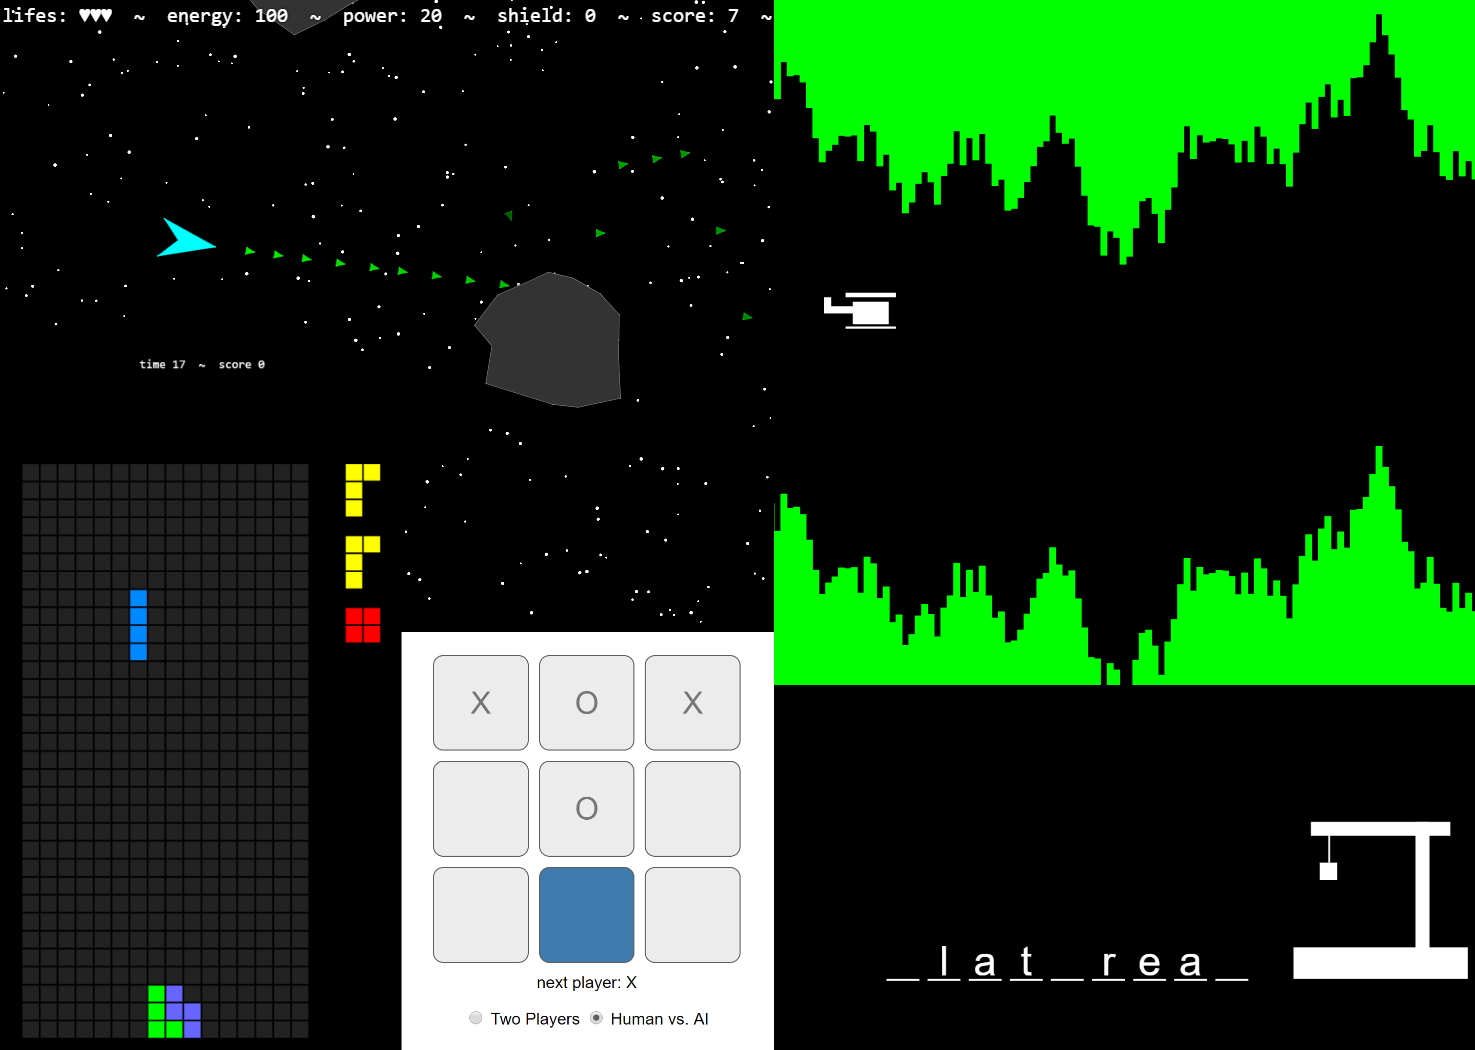 lifes: ♥♥♥ ~ energy: 100 ~ power: 20 ~ shield: 0 ~ score: 7 ~
time 17 ~ score 0
X O X
O
next player: X
Two Players Human vs. AI
_ l a t _ r e a _